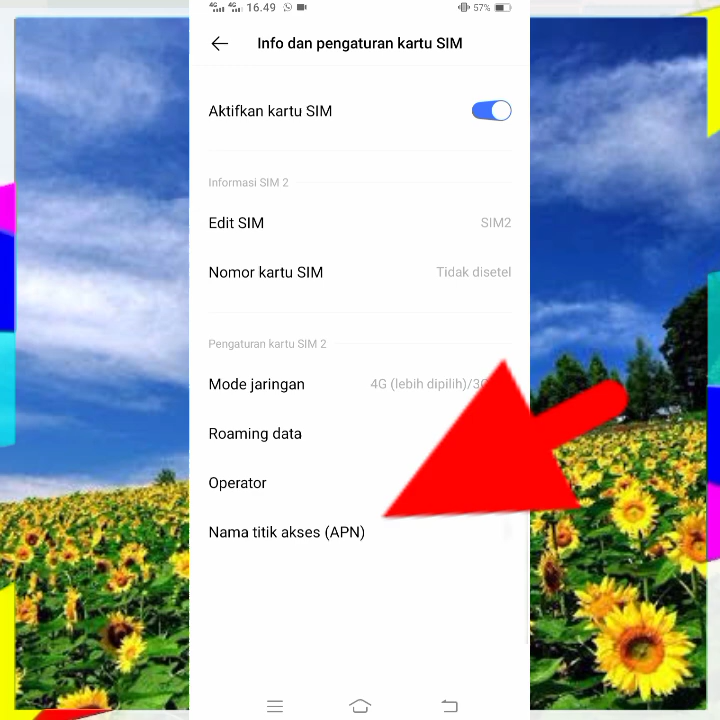 4G 4G 16.49 57%
Info dan pengaturan kartu SIM
Aktifkan kartu SIM
Informasi SIM 2
Edit SIM SIM2
Nomor kartu SIM Tidak disetel
Pengaturan kartu SIM 2
Mode jaringan 4G (lebih dipilih)/3G
Roaming data
Operator
Nama titik akses (APN)